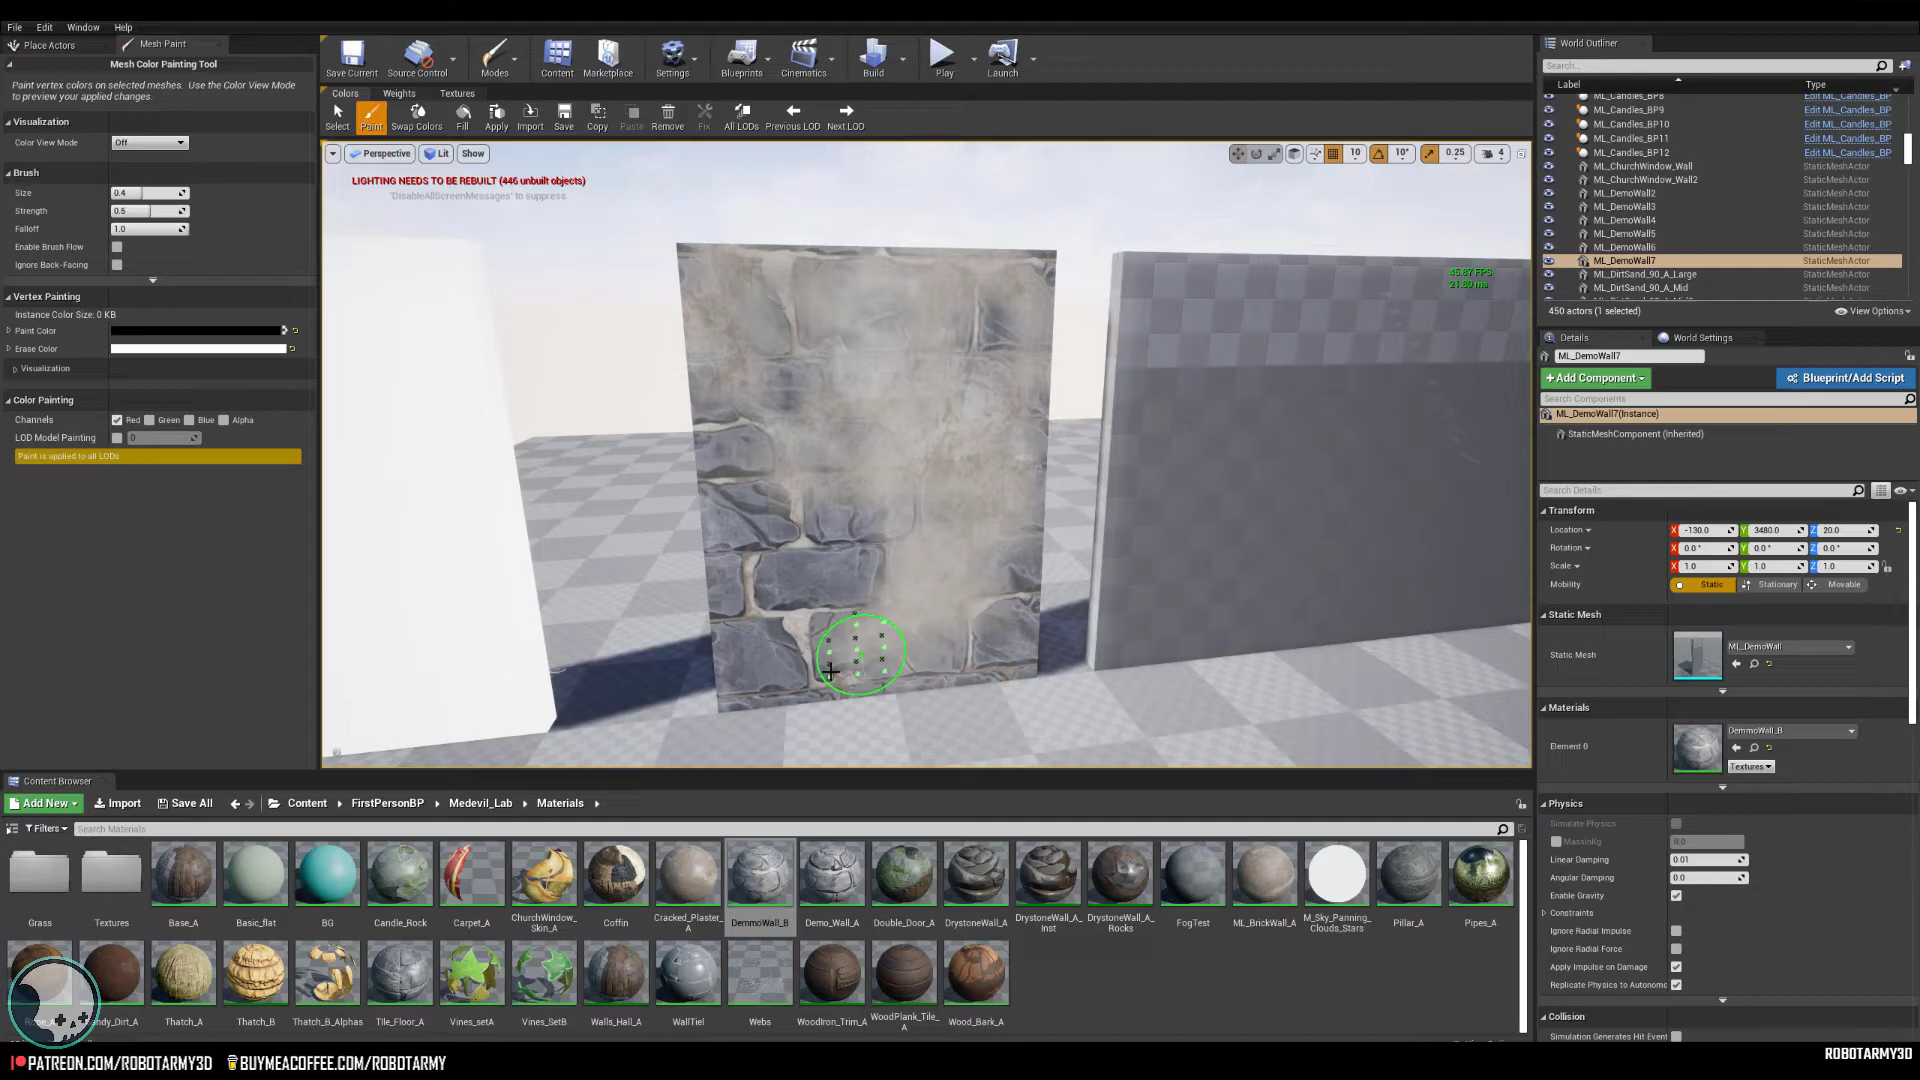 File Edit Window Help
Place Actors Mesh Paint
Mesh Color Painting Tool
Paint vertex colors on selected meshes. Use the Color View Mode
to preview your applied changes.
Visualization
Color View Mode Off
Brush
Size 0.4
Strength 0.5
Falloff 1.0
Enable Brush Flow
Ignore Back-Facing
Vertex Painting
Instance Color Size: 0 KB
Paint Color
Erase Color
Visualization
Color Painting
Channels Red Green Blue Alpha
LOD Model Painting 0
Paint is applied to all LODs
Save Current Source Control Modes Content Marketplace Settings Blueprints Cinematics Build Play Launch
Colors Weights Textures
Select Paint Swap Colors Fill Apply Import Save Copy Paste Remove Fix All LODs Previous LOD Next LOD
Perspective Lit Show
10 10° 0.25 4
LIGHTING NEEDS TO BE REBUILT (446 unbuilt objects)
'DisableAllScreenMessages' to suppress
45.87 FPS
21.80 ms
World Outliner
Search...
Label Type
ML_Candles_BP8 Edit ML_Candles_BP
ML_Candles_BP9 Edit ML_Candles_BP
ML_Candles_BP10 Edit ML_Candles_BP
ML_Candles_BP11 Edit ML_Candles_BP
ML_Candles_BP12 Edit ML_Candles_BP
ML_ChurchWindow_Wall StaticMeshActor
ML_ChurchWindow_Wall2 StaticMeshActor
ML_DemoWall2 StaticMeshActor
ML_DemoWall3 StaticMeshActor
ML_DemoWall4 StaticMeshActor
ML_DemoWall5 StaticMeshActor
ML_DemoWall6 StaticMeshActor
ML_DemoWall7 StaticMeshActor
ML_DirtSand_90_A_Large StaticMeshActor
ML_DirtSand_90_A_Mid StaticMeshActor
450 actors (1 selected) View Options
Details World Settings
ML_DemoWall7
+Add Component Blueprint/Add Script
Search Components
ML_DemoWall7(Instance)
StaticMeshComponent (Inherited)
Search Details
Transform
Location X -130.0 Y 3480.0 Z 20.0
Rotation X 0.0 ° Y 0.0 ° Z 0.0 °
Scale X 1.0 Y 1.0 Z 1.0
Mobility Static Stationary Movable
Static Mesh
Static Mesh ML_DemoWall
Materials
Element 0 DemmoWall_B
Textures
Physics
Simulate Physics
MassInKg 0.0
Linear Damping 0.01
Angular Damping 0.0
Enable Gravity
Constraints
Ignore Radial Impulse
Ignore Radial Force
Apply Impulse on Damage
Replicate Physics to Autonomo
Collision
Simulation Generates Hit Event
Content Browser
Add New Import Save All Content FirstPersonBP Medevil_Lab Materials
Filters Search Materials
Grass Textures Base_A Basic_flat BG Candle_Rock Carpet_A ChurchWindow_Skin_A Coffin Cracked_Plaster_A DemmoWall_B Demo_Wall_A Double_Door_A DrystoneWall_A DrystoneWall_A_Inst DrystoneWall_A_Rocks FogTest ML_BrickWall_A M_Sky_Panning_Clouds_Stars Pillar_A Pipes_A
Thatch_A Thatch_B Thatch_B_Alphas Tile_Floor_A Vines_setA Vines_SetB Walls_Hall_A WallTiel Webs WoodIron_Trim_A WoodPlank_Tile_A Wood_Bark_A
PATREON.COM/ROBOTARMY3D BUYMEACOFFEE.COM/ROBOTARMY
ROBOTARMY3D